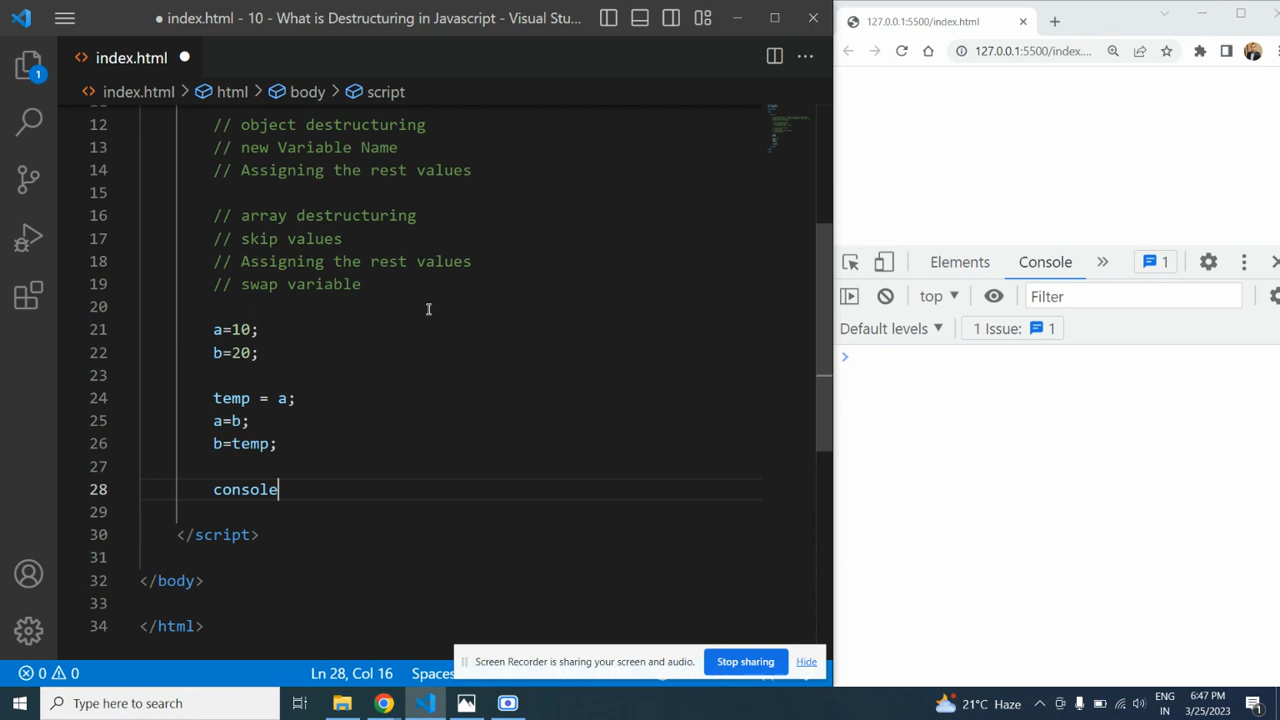 index.html - 10 - What is Destructuring in Javascript - Visual Stu...
index.html
index.html > html > body > script
12 // object destructuring
13 // new Variable Name
14 // Assigning the rest values
15
16 // array destructuring
17 // skip values
18 // Assigning the rest values
19 // swap variable
20
21 a=10;
22 b=20;
23
24 temp = a;
25 a=b;
26 b=temp;
27
28 console
29
30 </script>
31
32 </body>
33
34 </html>
1
0 0
Ln 28, Col 16
Spaces
Screen Recorder is sharing your screen and audio.
Stop sharing
Hide
127.0.0.1:5500/index.html
127.0.0.1:5500/index....
Elements
Console
1
top
Filter
Default levels
1 Issue: 1
Type here to search
21°C Haze
ENG
IN
6:47 PM
3/25/2023
1